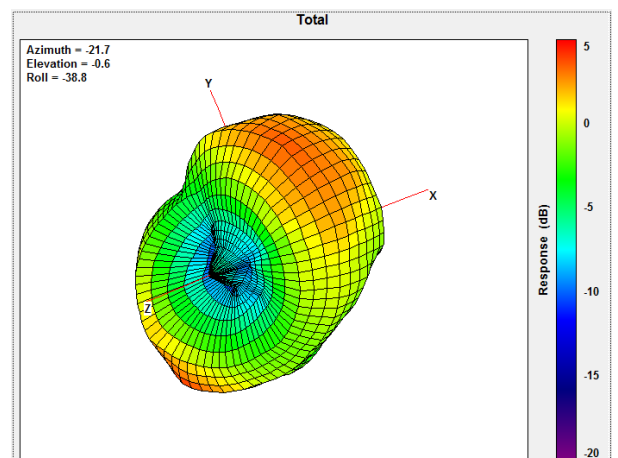 Total
Azimuth = -21.7
Elevation = -0.6
Roll = -38.8
Y
X
Z
5
0
-5
-10
-15
-20
Response (dB)